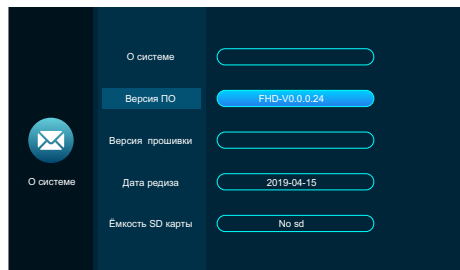 О системе
Версия ПО FHD-V0.0.0.24
Версия прошивки
О системе
Дата редиза 2019-04-15
Ёмкость SD карты No sd